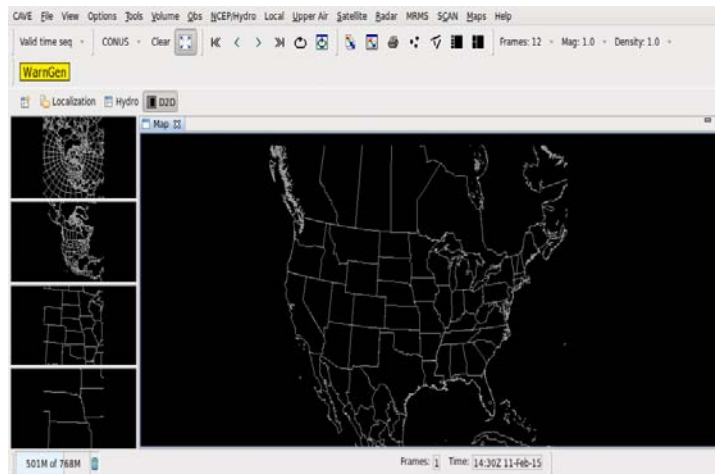 CAVE File View Options Tools Volume Obs NCEP/Hydro Local Upper Air Satellite Radar MRMS SCAN Maps Help
Valid time seq CONUS Clear Frames: 12 Mag: 1.0 Density: 1.0
WarnGen
Localization Hydro D2D
Map
501M of 768M Frames: 1 Time: 14:30Z 11-Feb-15